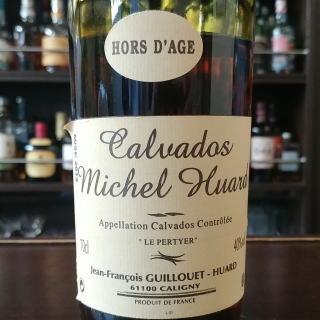 HORS D'AGE
Calvados
Michel Huard
Appellation Calvados Contrôlée
" LE PERTYER"
70cl
40%
Jean-François GUILLOUET - HUARD
61100 CALIGNY
PRODUIT DE FRANCE